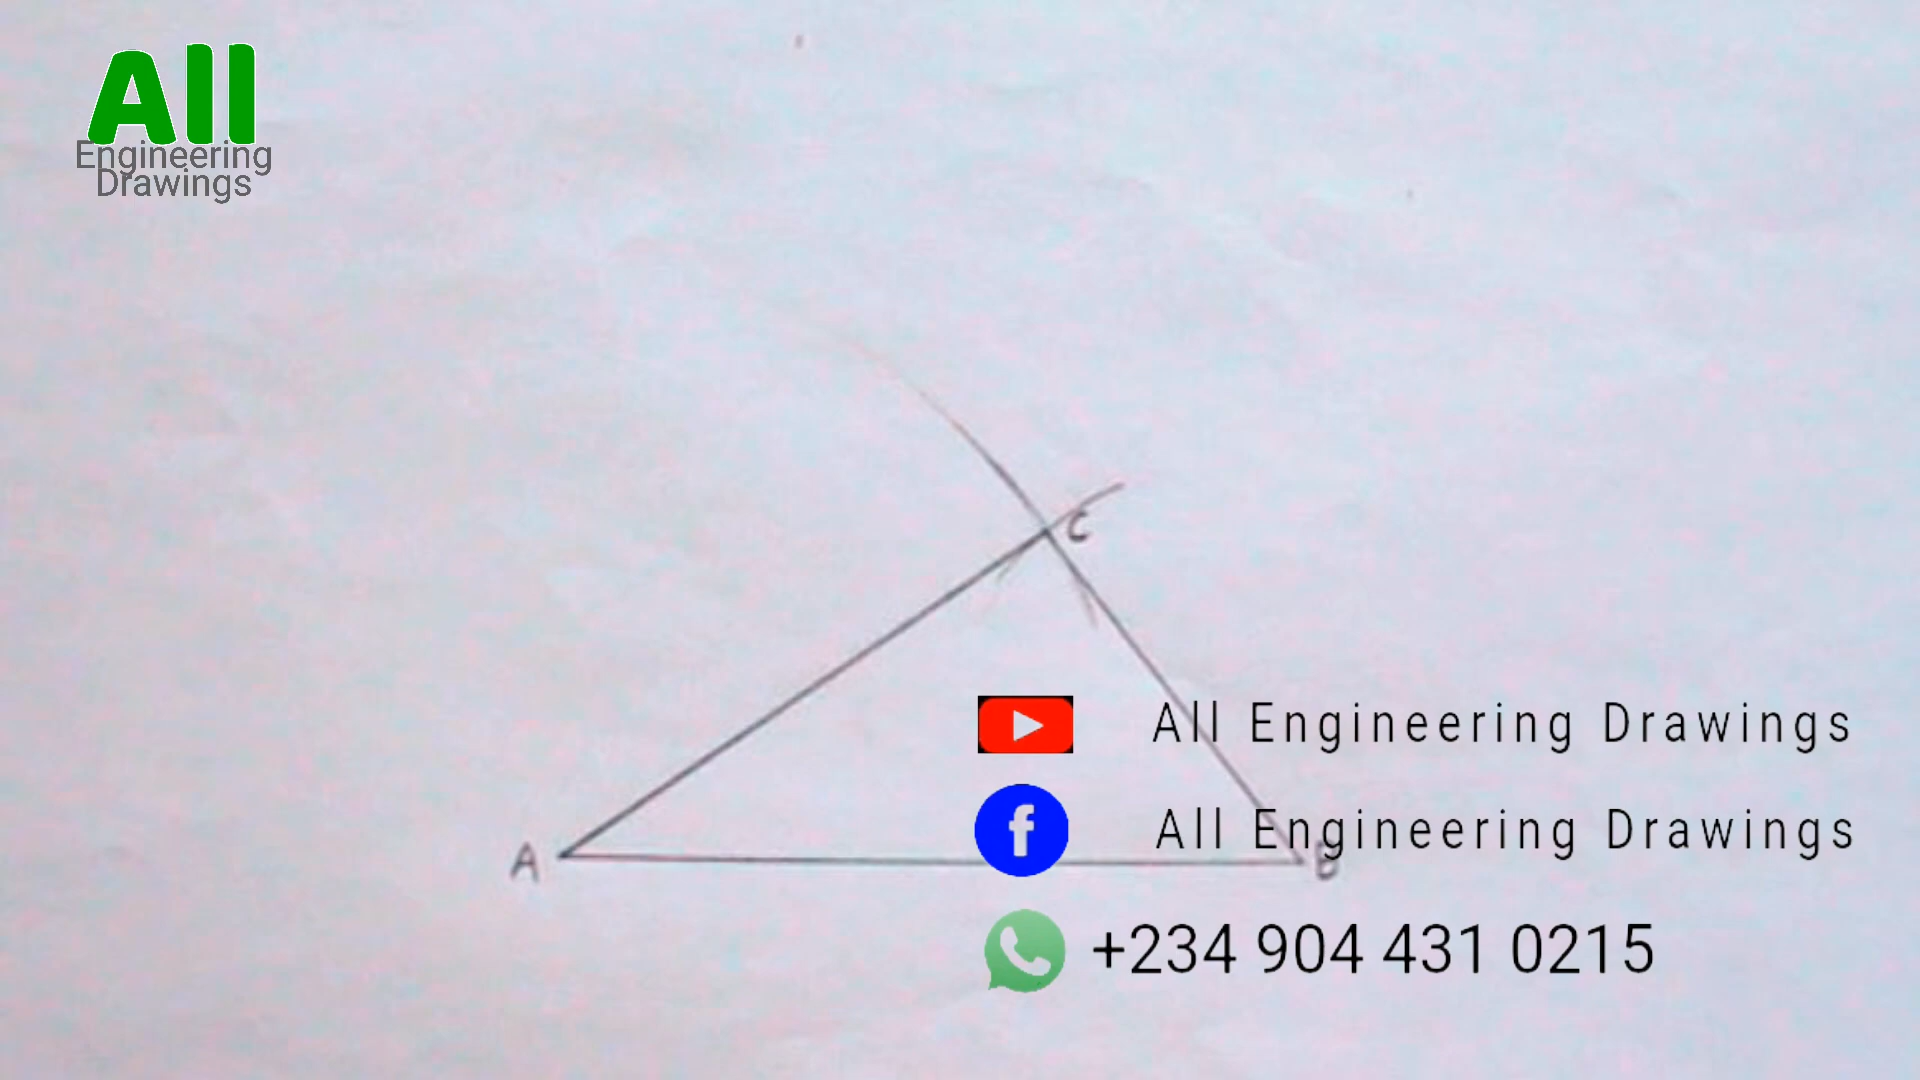 All
Engineering
Drawings
C
All Engineering Drawings
All Engineering Drawings
A
B
+234 904 431 0215